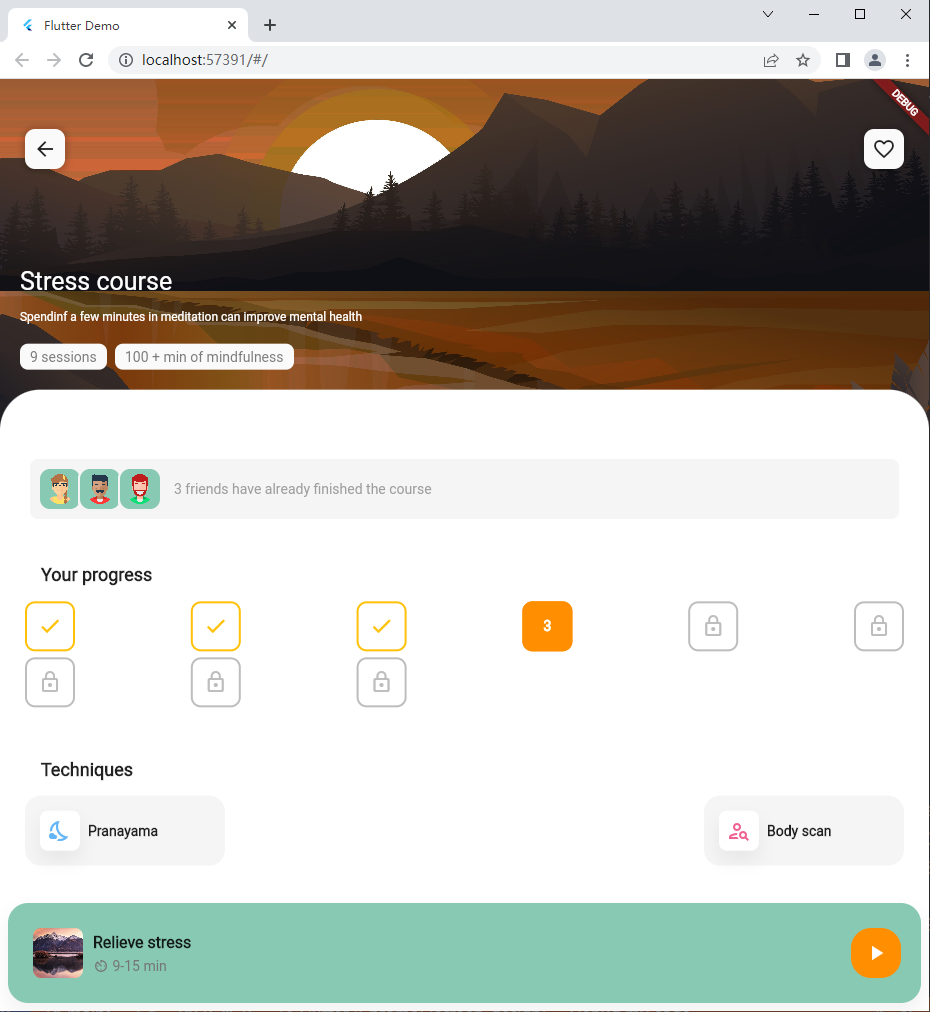 Flutter Demo
localhost:57391/#/
DEBUG
Stress course
Spendinf a few minutes in meditation can improve mental health
9 sessions
100 + min of mindfulness
3 friends have already finished the course
Your progress
3
Techniques
Pranayama
Body scan
Relieve stress
9-15 min